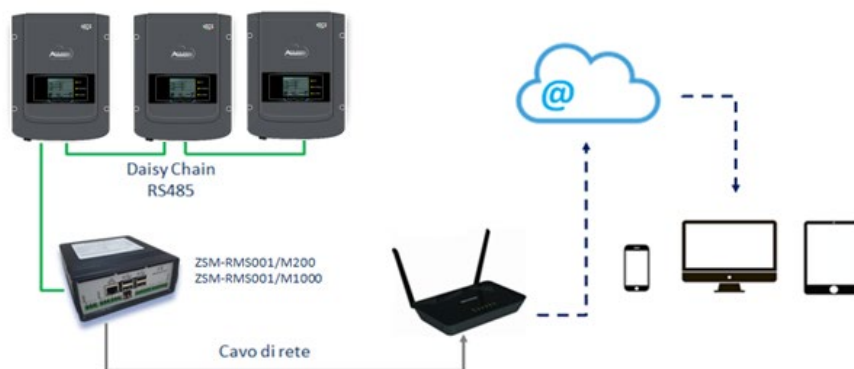 Daisy Chain
RS485
@
ZSM-RMS001/M200
ZSM-RMS001/M1000
Cavo di rete